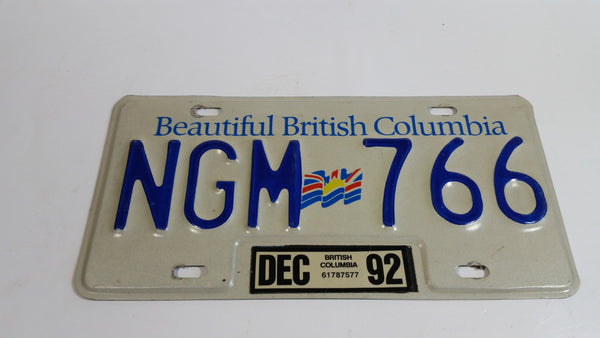 Beautiful British Columbia
NGM 766
DEC BRITISH COLUMBIA 61787577 92